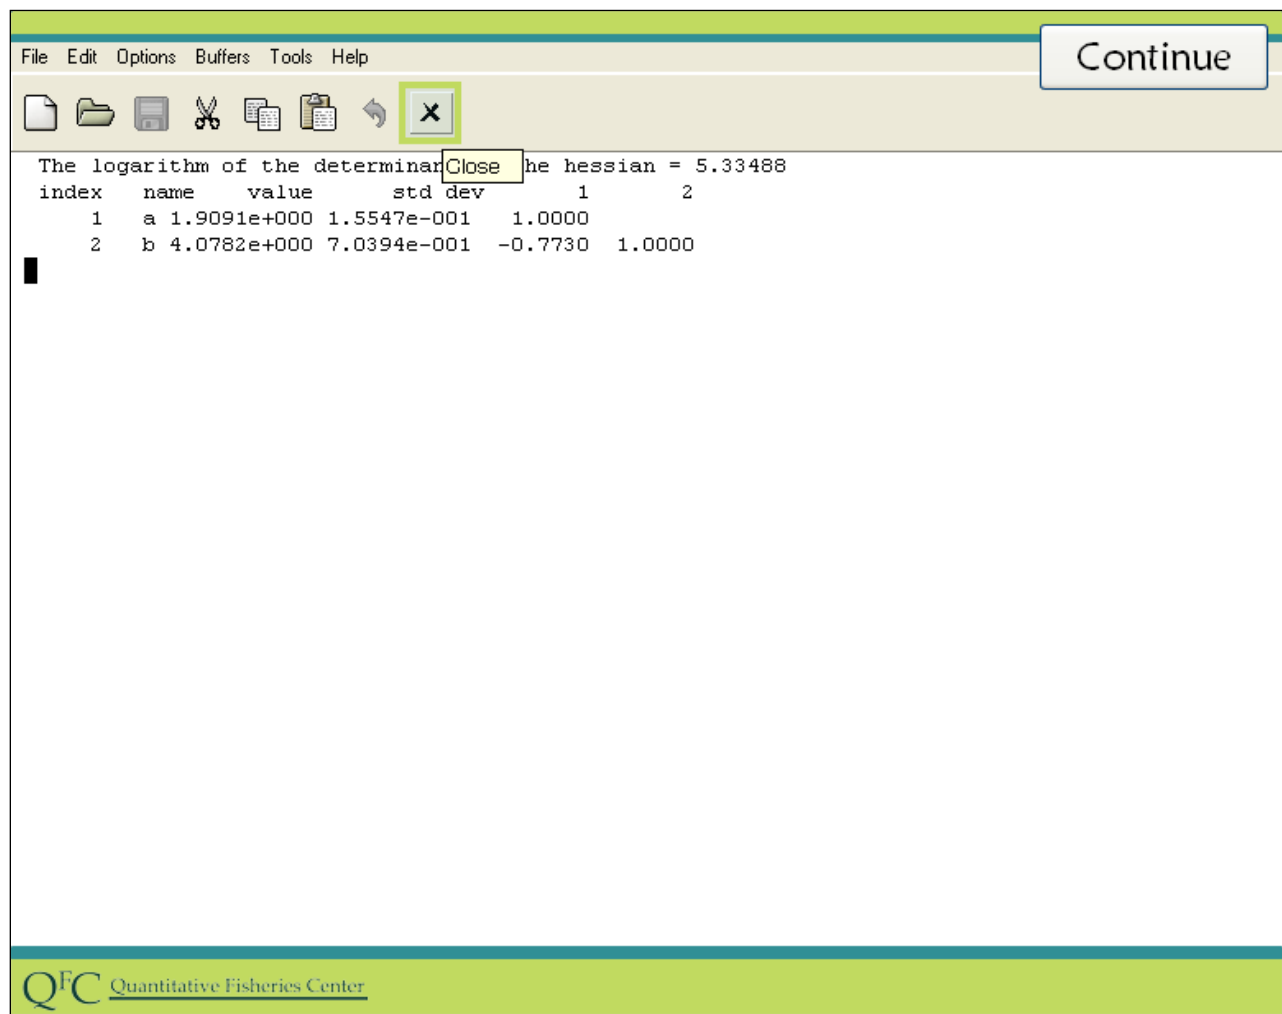 Continue
File Edit Options Buffers Tools Help
The logarithm of the determinan he hessian = 5.33488
Close
index name value std dev 1 2
1 a 1.9091e+000 1.5547e-001 1.0000
2 b 4.0782e+000 7.0394e-001 -0.7730 1.0000
QFC Quantitative Fisheries Center